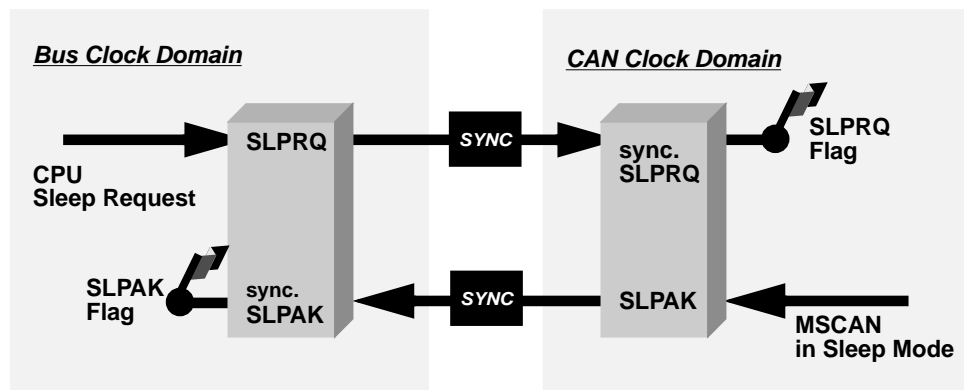 Bus Clock Domain
CAN Clock Domain
SLPRQ
SYNC
sync.
SLPRQ
SLPRQ
Flag
CPU
Sleep Request
SLPAK
Flag
sync.
SLPAK
SYNC
SLPAK
MSCAN
in Sleep Mode